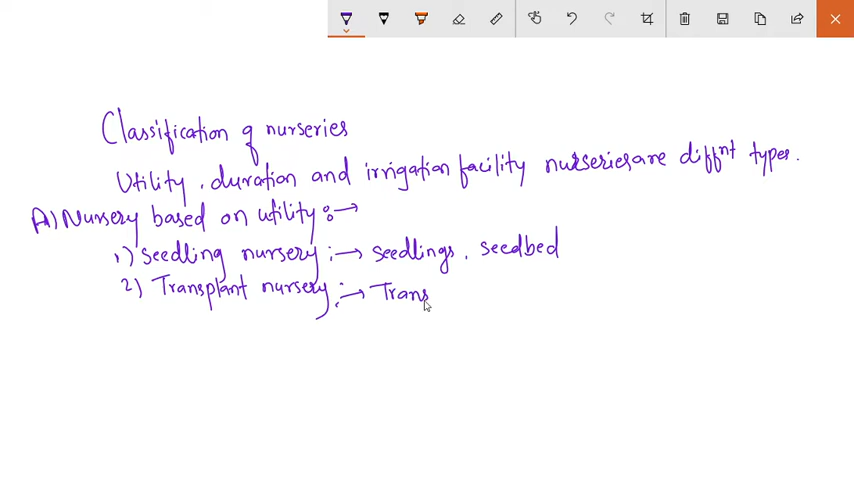 Classification of nurseries
Utility, duration and irrigation facility nurseries are diffnt types.
A) Nursery based on utility :→
1) Seedling nursery :→ seedlings, seedbed
2) Transplant nursery :→ Trans